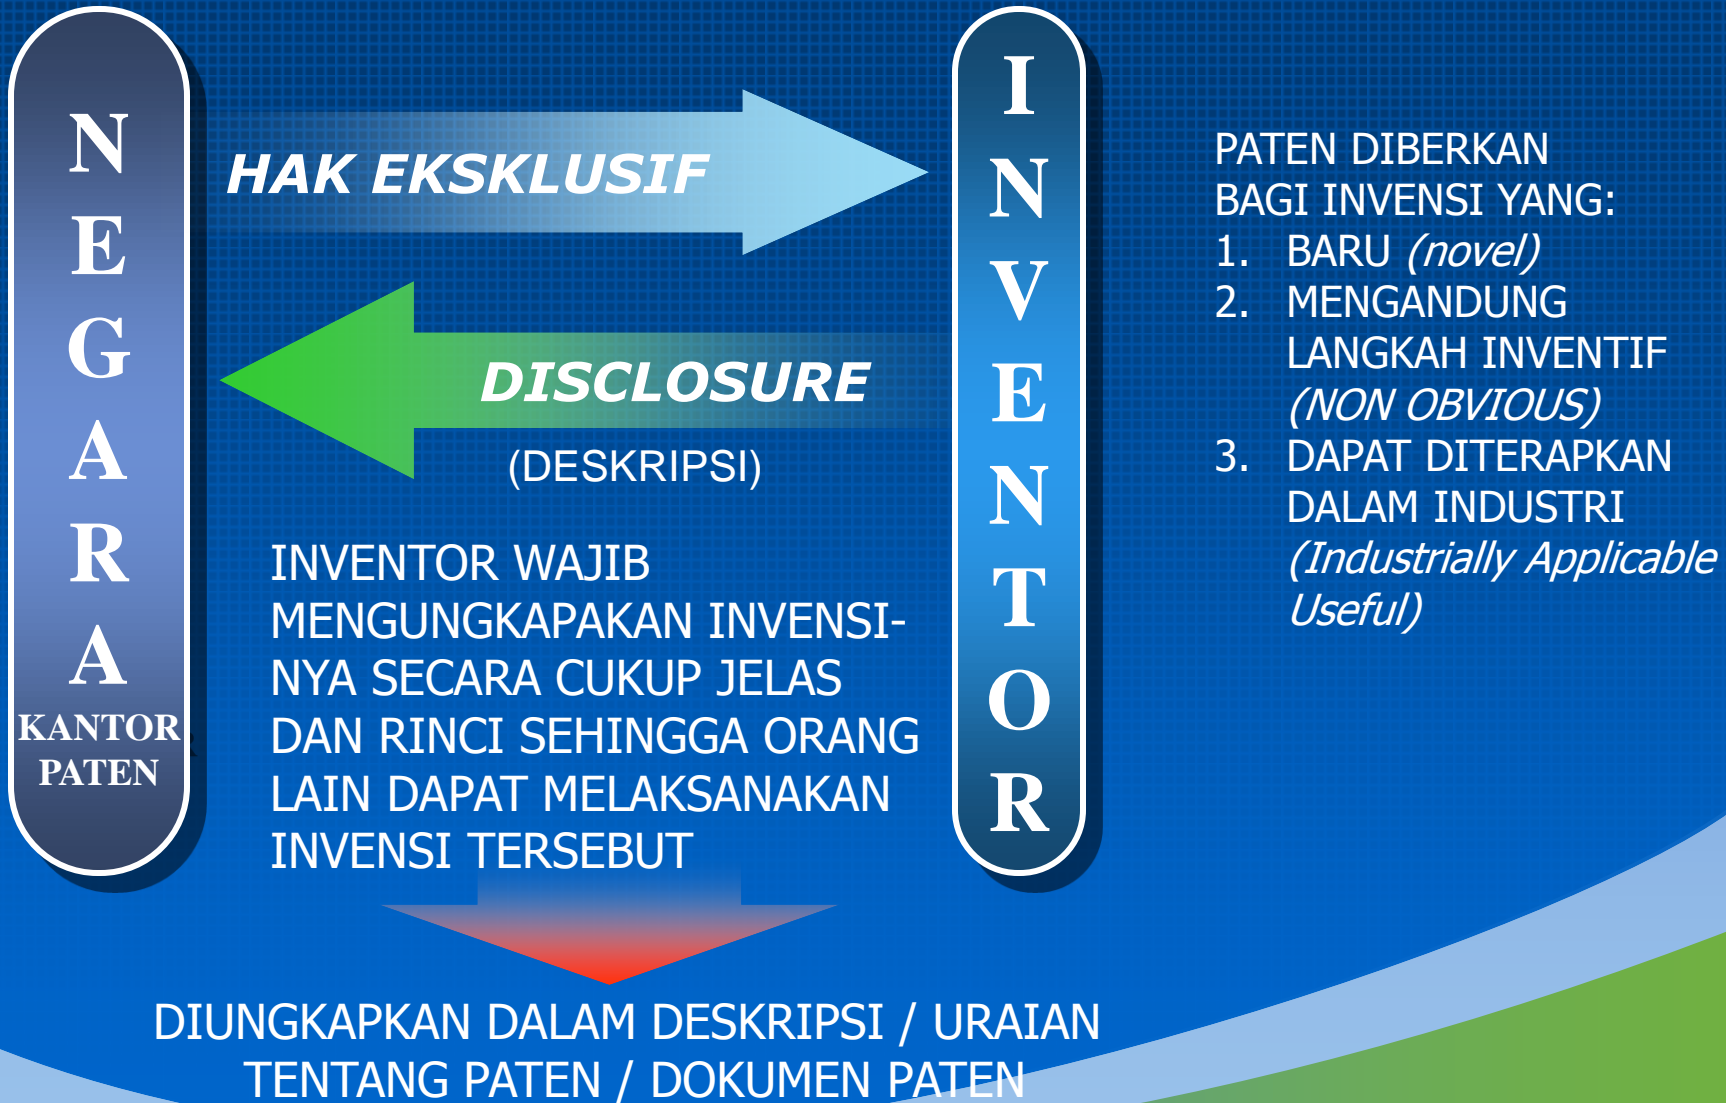 NEGARA
KANTOR
PATEN
HAK EKSKLUSIF
DISCLOSURE
(DESKRIPSI)
INVENTOR WAJIB
MENGUNGKAPAKAN INVENSI-
NYA SECARA CUKUP JELAS
DAN RINCI SEHINGGA ORANG
LAIN DAPAT MELAKSANAKAN
INVENSI TERSEBUT
DIUNGKAPKAN DALAM DESKRIPSI / URAIAN
TENTANG PATEN / DOKUMEN PATEN
INVENTOR
PATEN DIBERKAN
BAGI INVENSI YANG:
1. BARU (novel)
2. MENGANDUNG
LANGKAH INVENTIF
(NON OBVIOUS)
3. DAPAT DITERAPKAN
DALAM INDUSTRI
(Industrially Applicable
Useful)